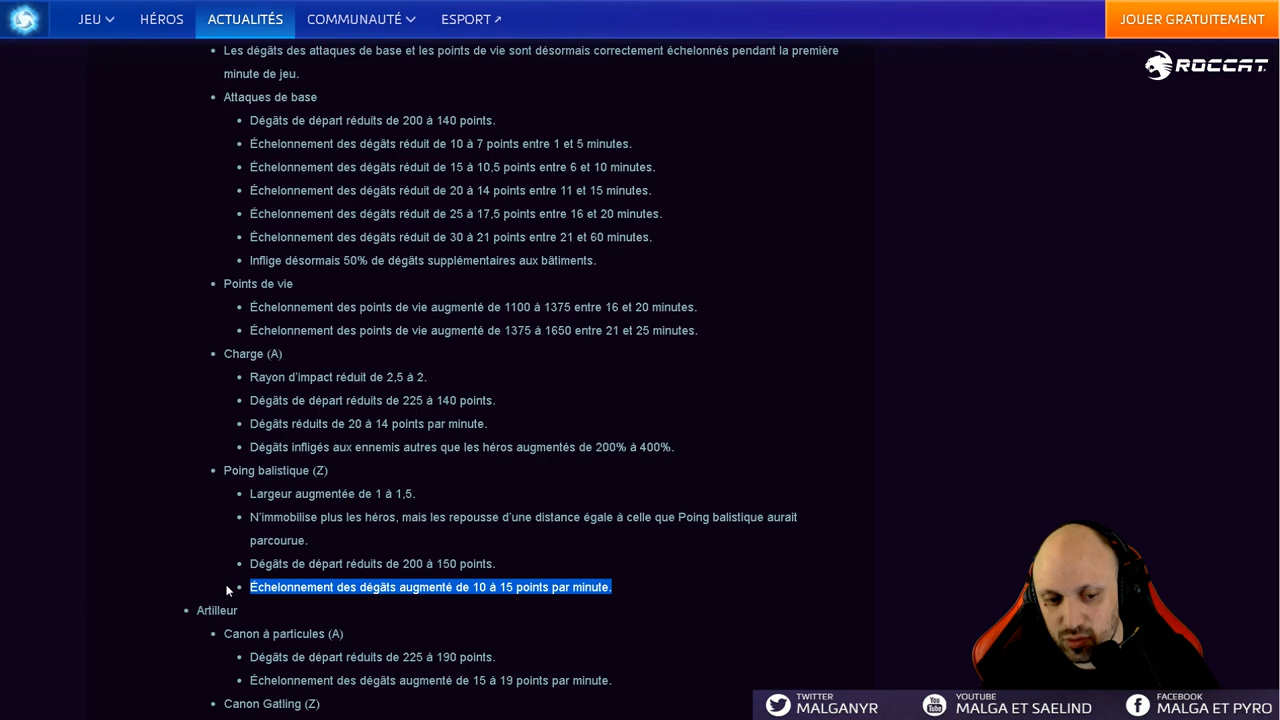 JEU HÉROS ACTUALITÉS COMMUNAUTÉ ESPORT JOUER GRATUITEMENT
ROCCAT
Les dégâts des attaques de base et les points de vie sont désormais correctement échelonnés pendant la première
minute de jeu.
Attaques de base
Dégâts de départ réduits de 200 à 140 points.
Échelonnement des dégâts réduit de 10 à 7 points entre 1 et 5 minutes.
Échelonnement des dégâts réduit de 15 à 10,5 points entre 6 et 10 minutes.
Échelonnement des dégâts réduit de 20 à 14 points entre 11 et 15 minutes.
Échelonnement des dégâts réduit de 25 à 17,5 points entre 16 et 20 minutes.
Échelonnement des dégâts réduit de 30 à 21 points entre 21 et 60 minutes.
Inflige désormais 50% de dégâts supplémentaires aux bâtiments.
Points de vie
Échelonnement des points de vie augmenté de 1100 à 1375 entre 16 et 20 minutes.
Échelonnement des points de vie augmenté de 1375 à 1650 entre 21 et 25 minutes.
Charge (A)
Rayon d'impact réduit de 2,5 à 2.
Dégâts de départ réduits de 225 à 140 points.
Dégâts réduits de 20 à 14 points par minute.
Dégâts infligés aux ennemis autres que les héros augmentés de 200% à 400%.
Poing balistique (Z)
Largeur augmentée de 1 à 1,5.
N'immobilise plus les héros, mais les repousse d'une distance égale à celle que Poing balistique aurait
parcourue.
Dégâts de départ réduits de 200 à 150 points.
Échelonnement des dégâts augmenté de 10 à 15 points par minute.
Artilleur
Canon à particules (A)
Dégâts de départ réduits de 225 à 190 points.
Échelonnement des dégâts augmenté de 15 à 19 points par minute.
Canon Gatling (Z)
TWITTER
MALGANYR
You Tube
YOUTUBE
MALGA ET SAELIND
FACEBOOK
MALGA ET PYRO